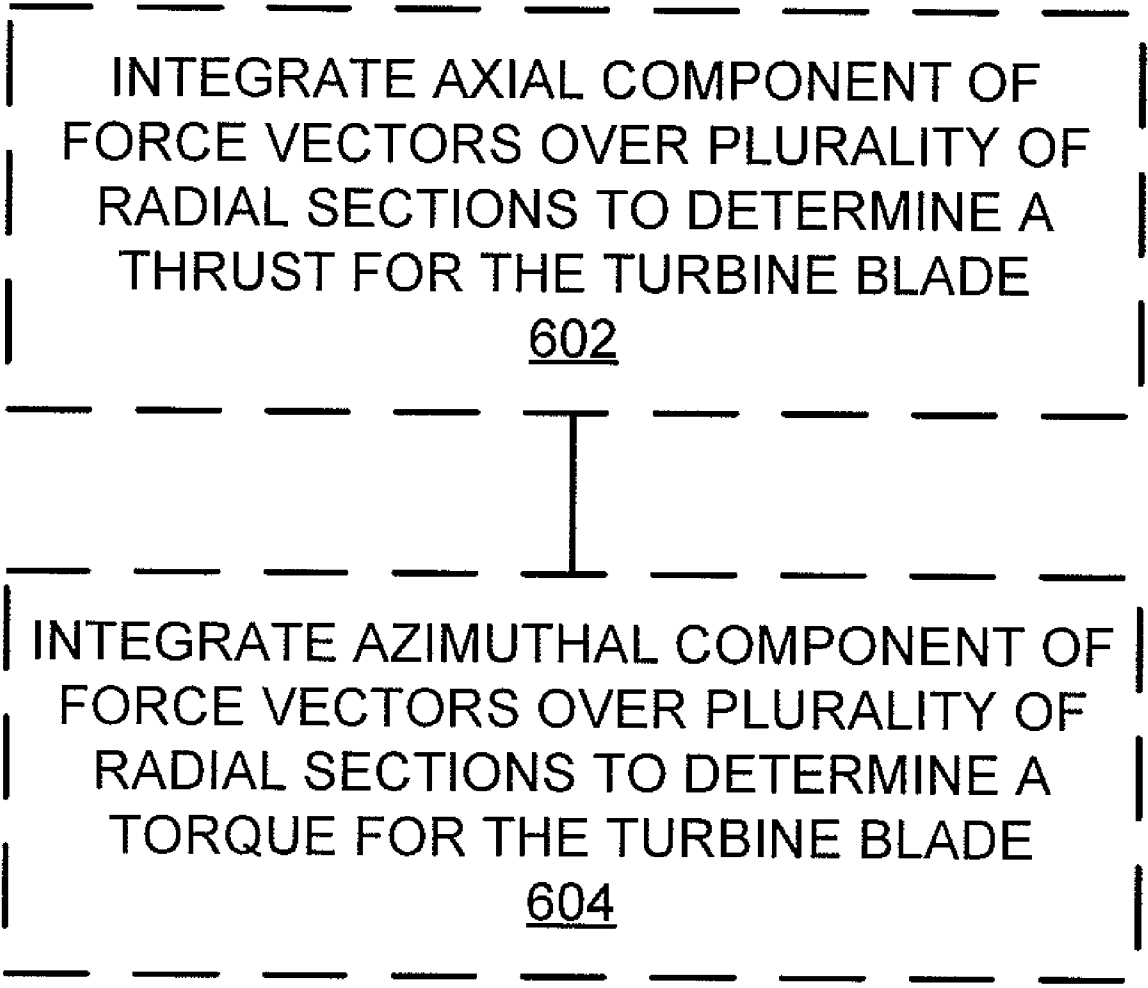 INTEGRATE AXIAL COMPONENT OF
FORCE VECTORS OVER PLURALITY OF
RADIAL SECTIONS TO DETERMINE A
THRUST FOR THE TURBINE BLADE
602
INTEGRATE AZIMUTHAL COMPONENT OF
FORCE VECTORS OVER PLURALITY OF
RADIAL SECTIONS TO DETERMINE A
TORQUE FOR THE TURBINE BLADE
604